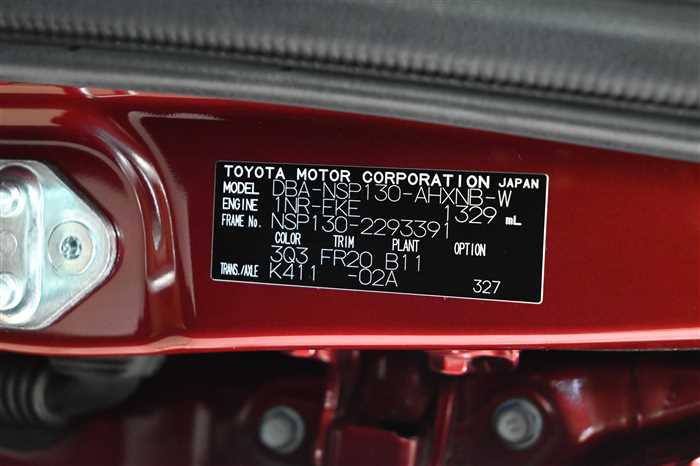 TOYOTA MOTOR CORPORATION JAPAN
MODEL DBA-NSP130-AHXNB-W
ENGINE 1NR-FKE 1329 mL
FRAME No. NSP130-2293391
COLOR TRIM PLANT OPTION
3Q3 FR20 B11
TRANS./AXLE K411 -02A 327